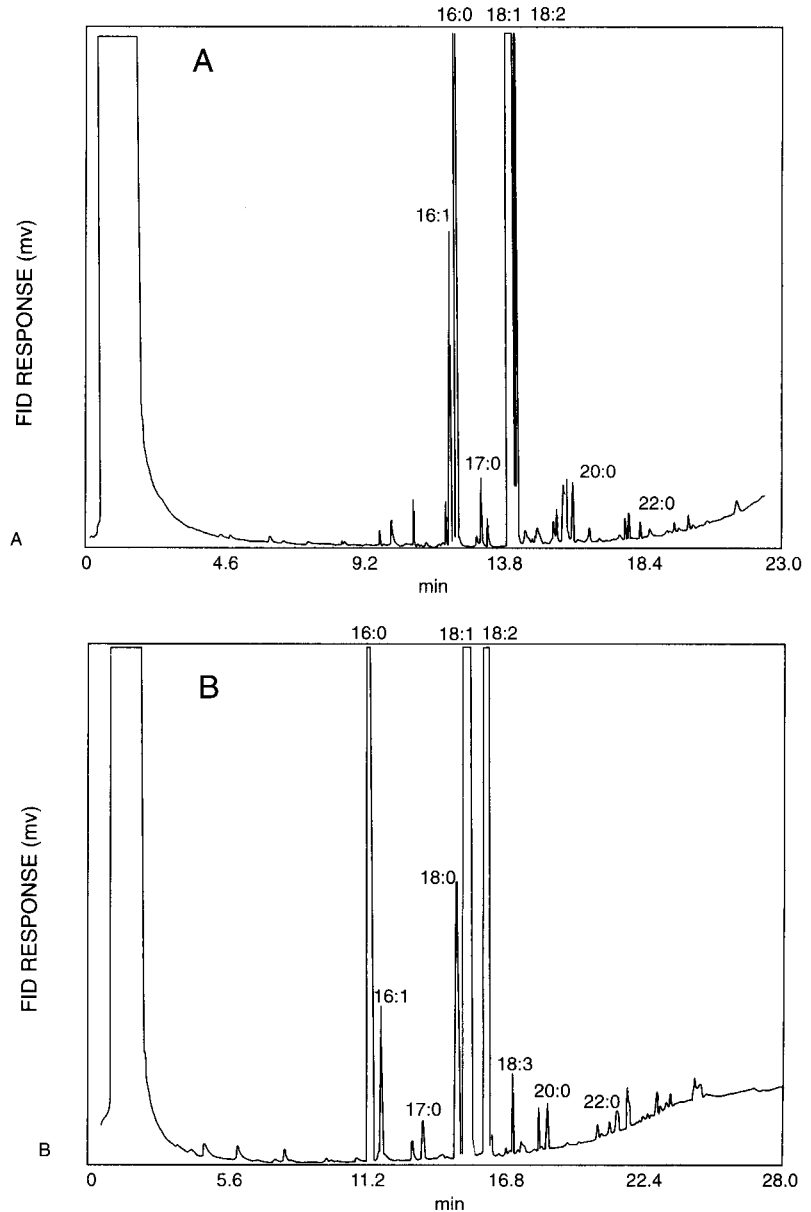 16:0 18:1 18:2
A
16:1
17:0
20:0
22:0
FID RESPONSE (mv)
A
0 4.6 9.2 13.8 18.4 23.0
min
16:0 18:1 18:2
B
18:0
16:1
18:3
17:0
20:0
22:0
FID RESPONSE (mv)
B
0 5.6 11.2 16.8 22.4 28.0
min